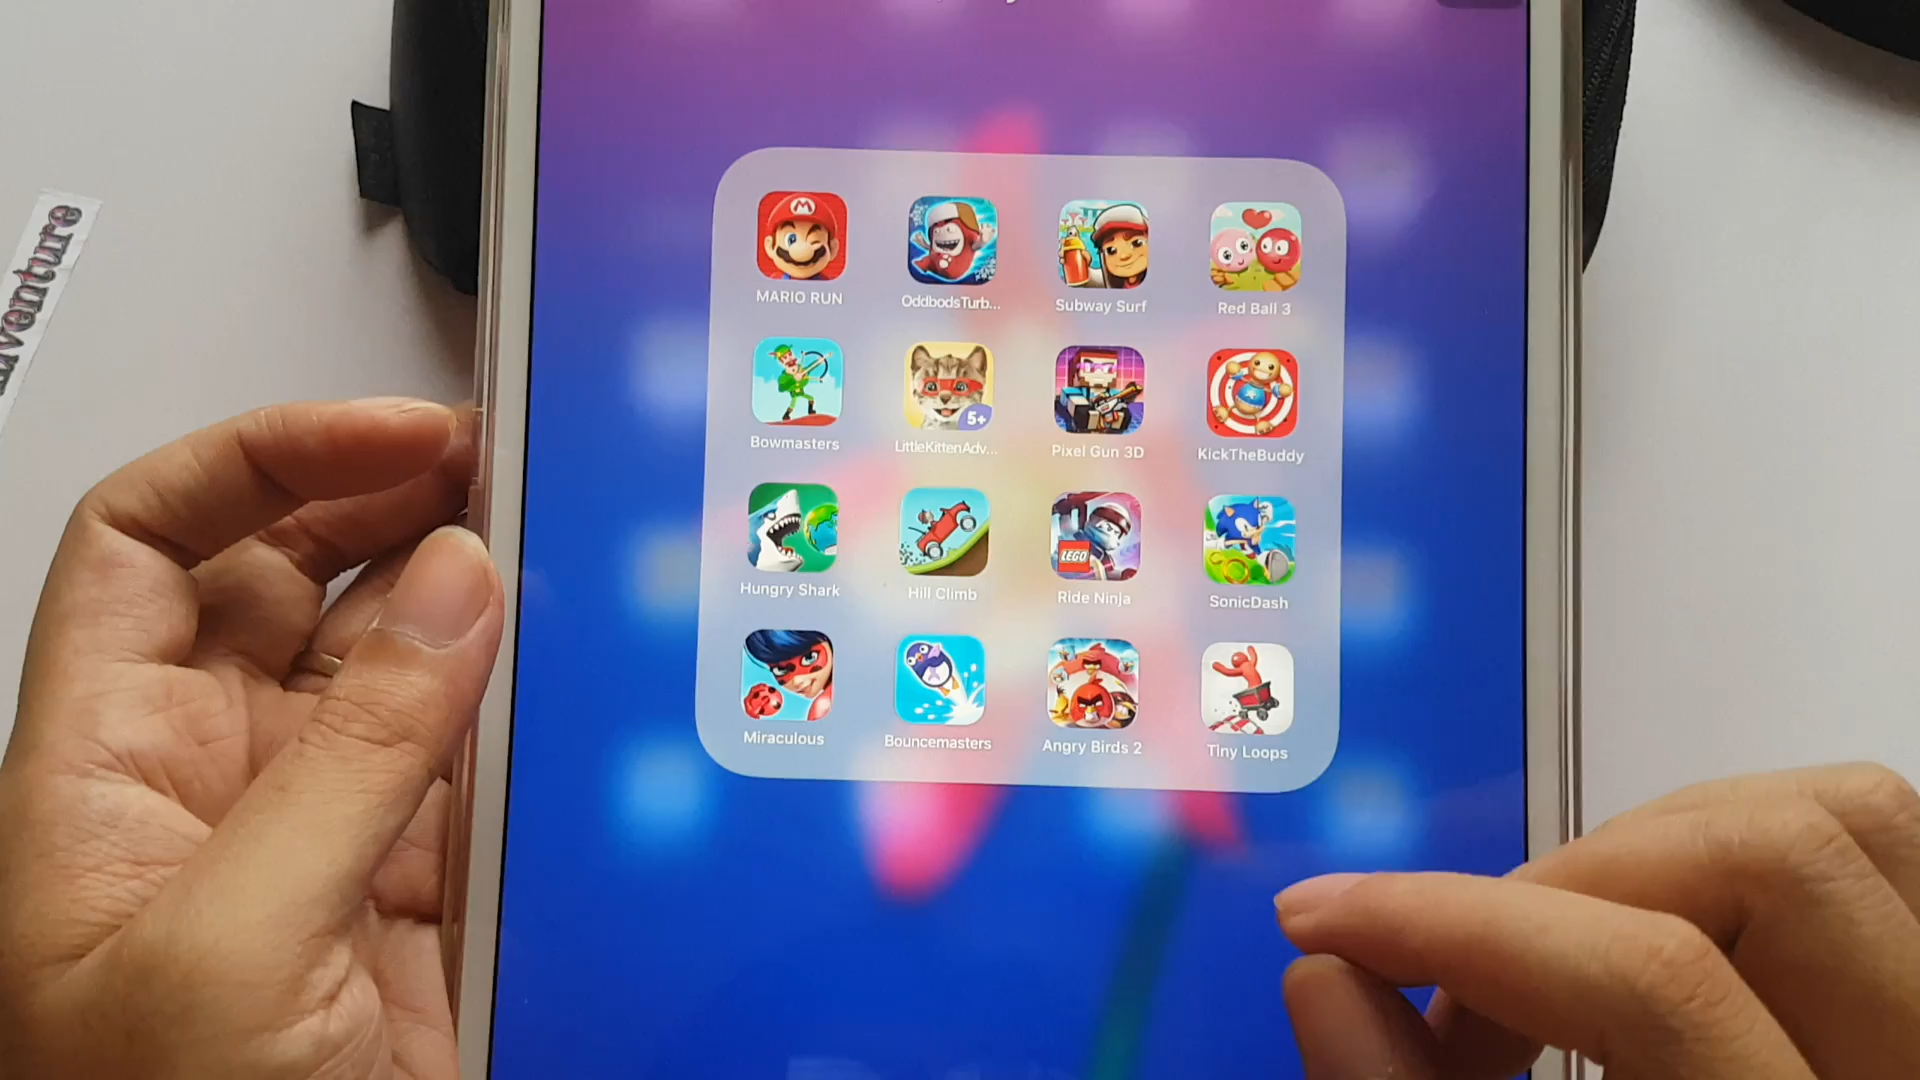 MARIO RUN
OddbodsTurb...
Subway Surf
Red Ball 3
Bowmasters
5+
LittleKittenAdv...
Pixel Gun 3D
KickTheBuddy
Hungry Shark
Hill Climb
LEGO
Ride Ninja
SonicDash
Miraculous
Bouncemasters
Angry Birds 2
Tiny Loops